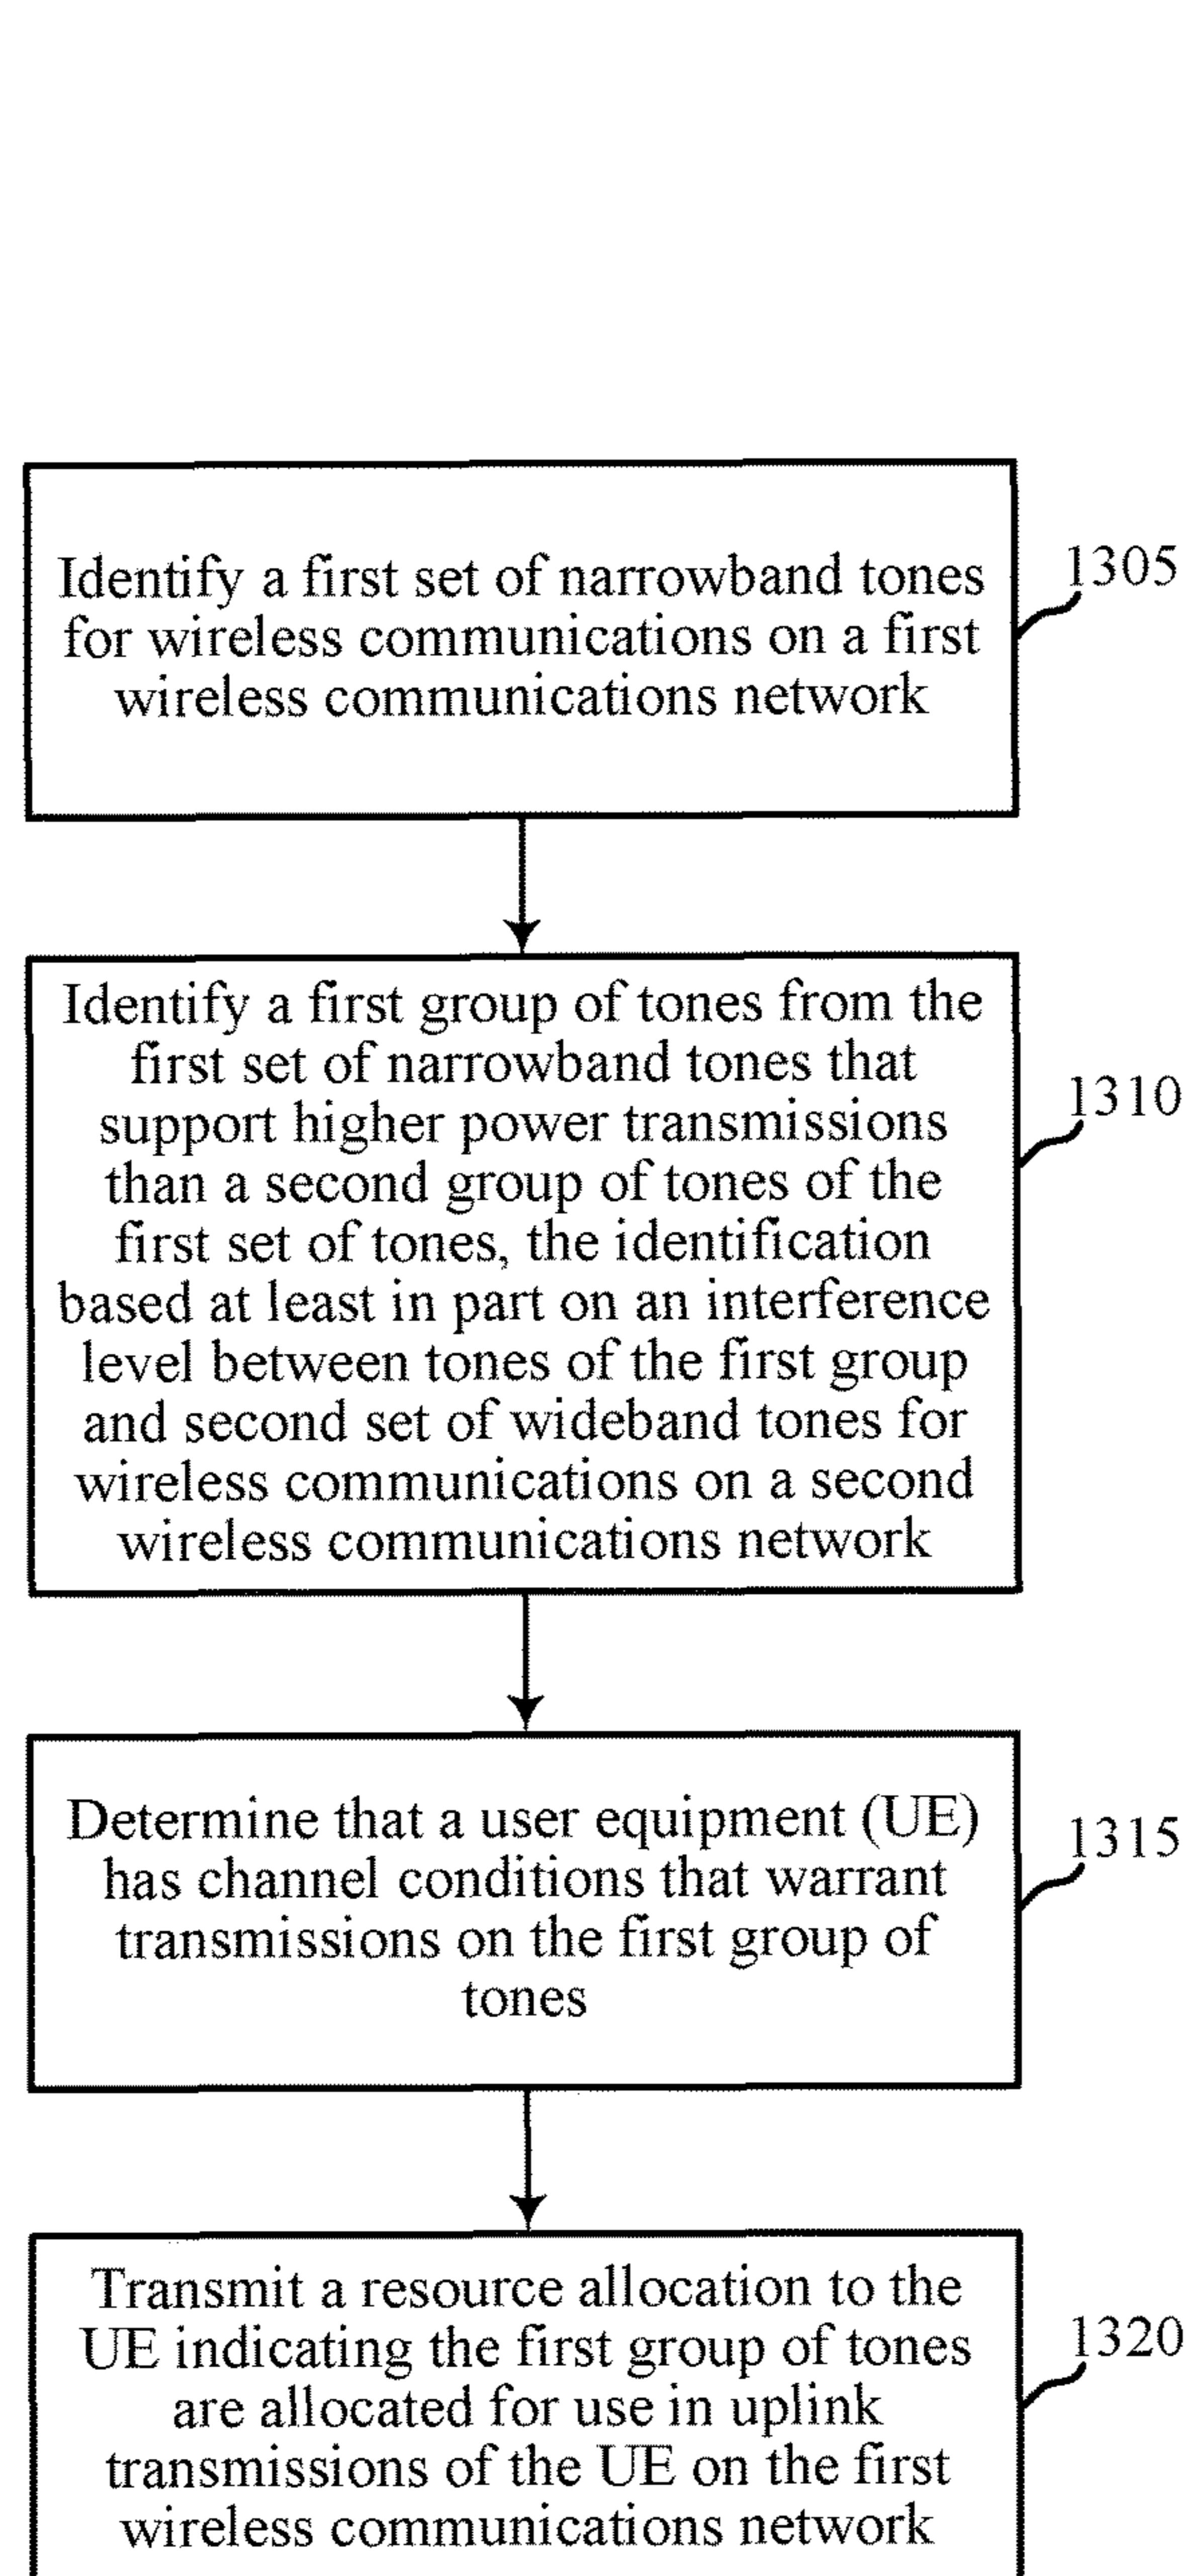 Identify a first set of narrowband tones
for wireless communications on a first
wireless communications network
1305
Identify a first group of tones from the
first set of narrowband tones that
support higher power transmissions
than a second group of tones of the
first set of tones, the identification
based at least in part on an interference
level between tones of the first group
and second set of wideband tones for
wireless communications on a second
wireless communications network
1310
Determine that a user equipment (UE)
has channel conditions that warrant
transmissions on the first group of
tones
1315
Transmit a resource allocation to the
UE indicating the first group of tones
are allocated for use in uplink
transmissions of the UE on the first
wireless communications network
1320